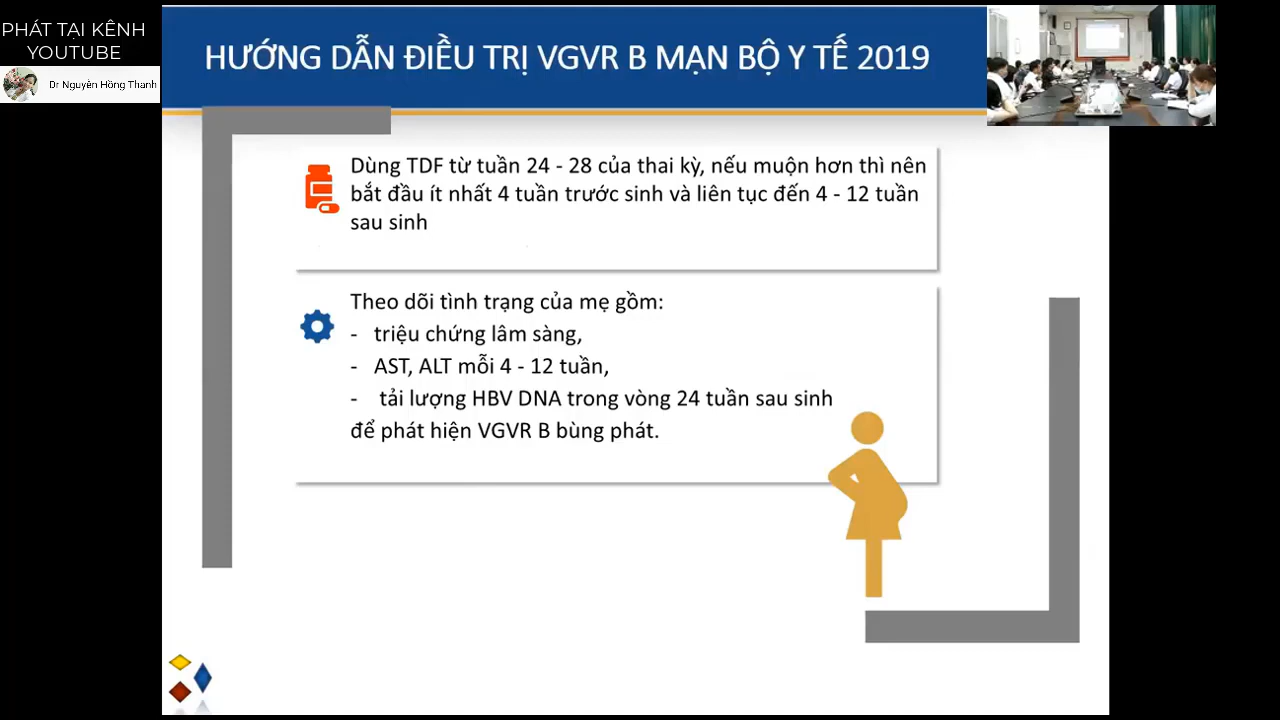 PHÁT TẠI KÊNH
YOUTUBE
Dr Nguyễn Hồng Thanh
HƯỚNG DẪN ĐIỀU TRỊ VGVR B MẠN BỘ Y TẾ 2019
Dùng TDF từ tuần 24 - 28 của thai kỳ, nếu muộn hơn thì nên
bắt đầu ít nhất 4 tuần trước sinh và liên tục đến 4 - 12 tuần
sau sinh
Theo dõi tình trạng của mẹ gồm:
- triệu chứng lâm sàng,
- AST, ALT mỗi 4 - 12 tuần,
- tải lượng HBV DNA trong vòng 24 tuần sau sinh
để phát hiện VGVR B bùng phát.